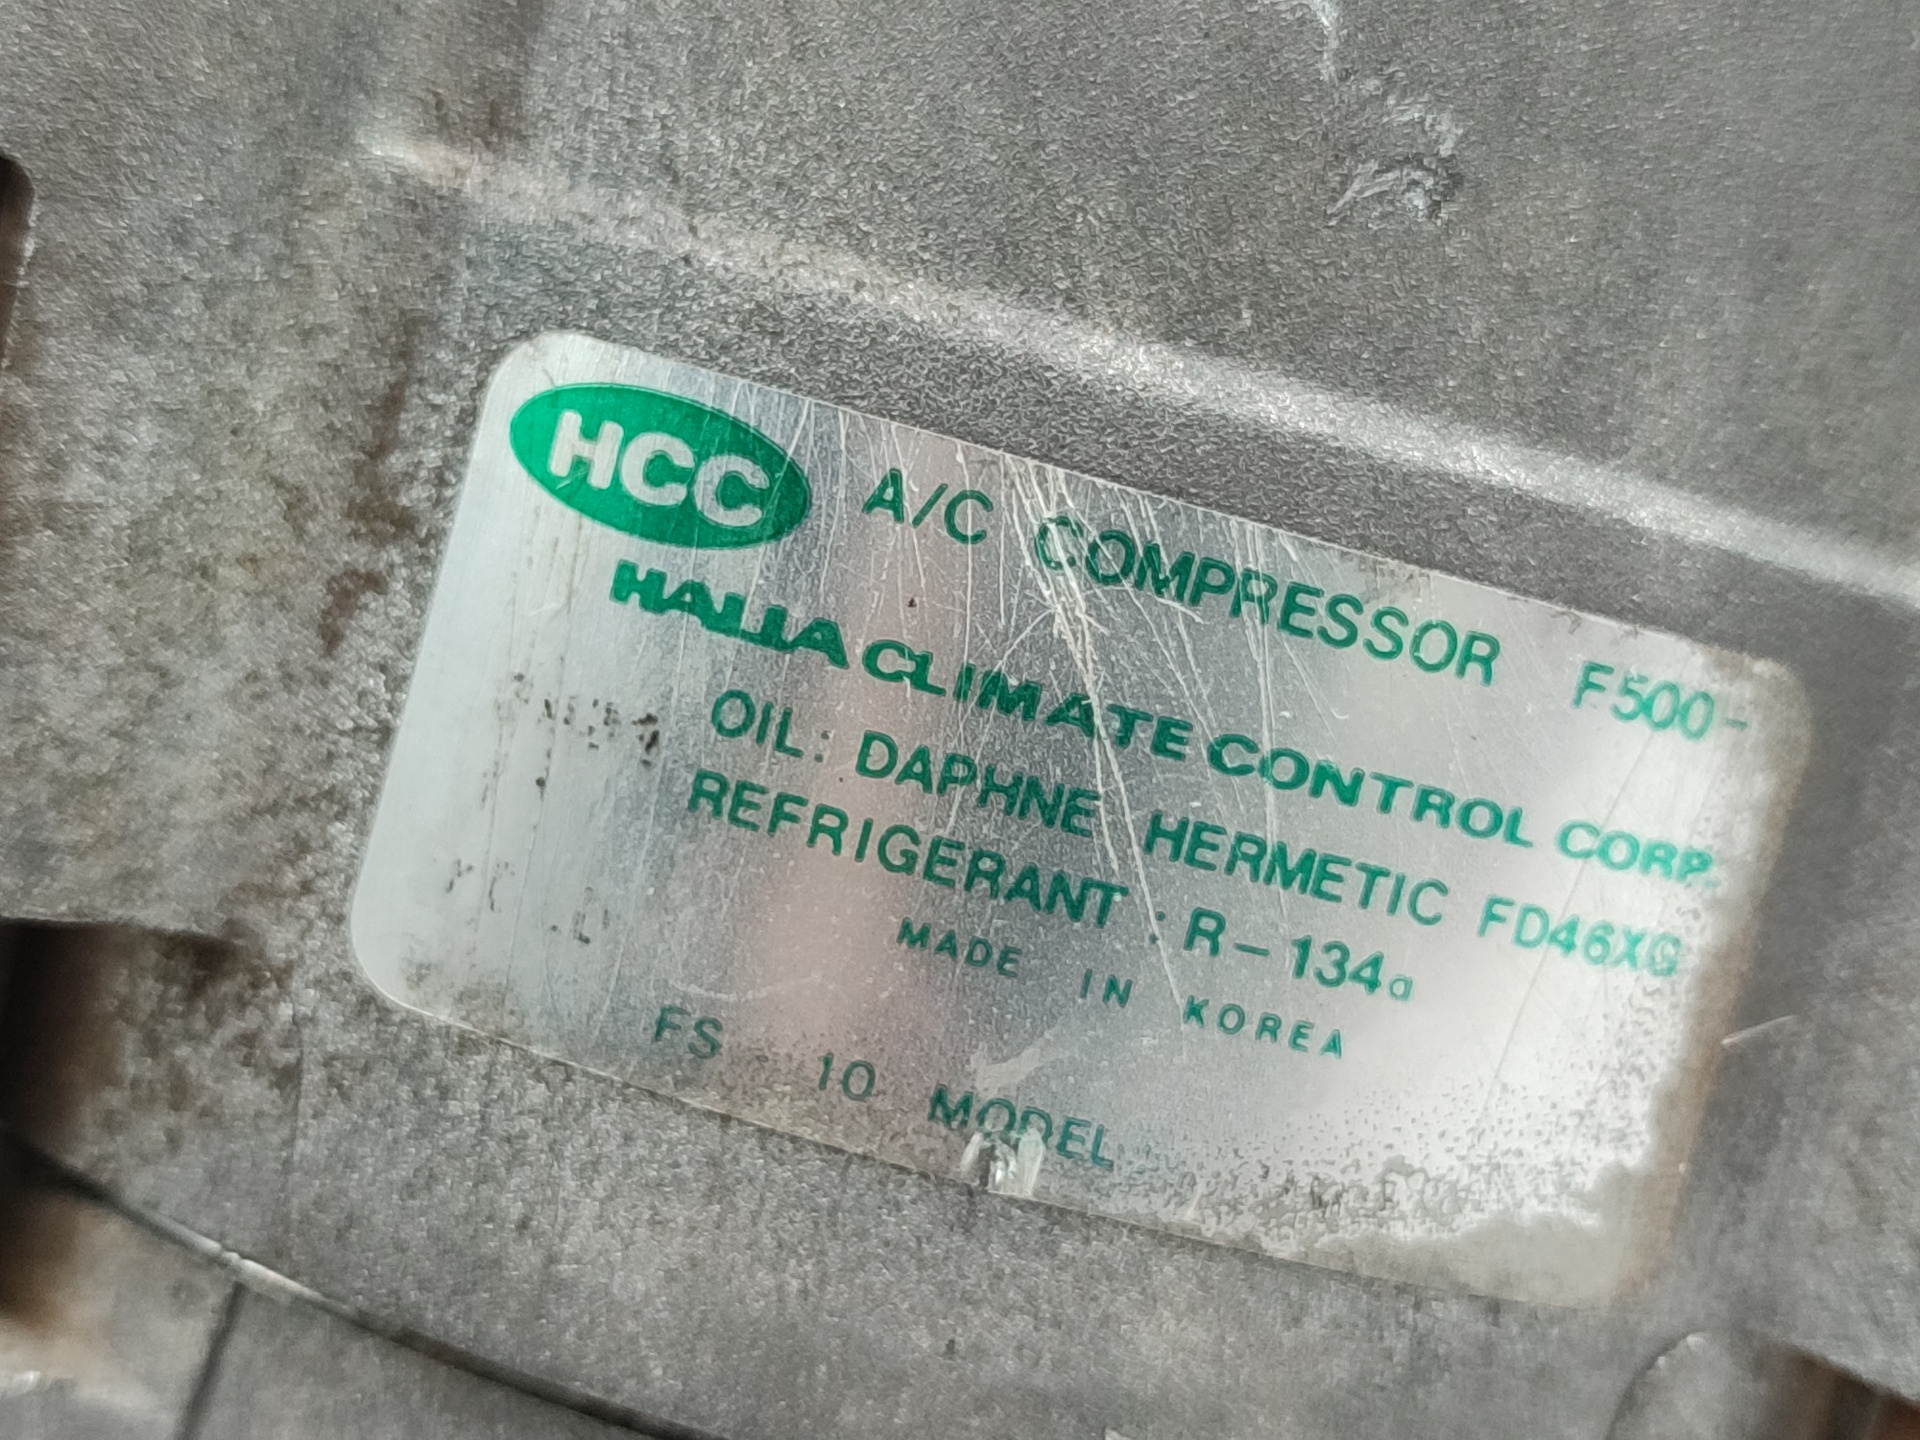 HCC A/C COMPRESSOR F500-
HALLA CLIMATE CONTROL CORP.
OIL: DAPHNE HERMETIC FD46XG
REFRIGERANT : R-134a
MADE IN KOREA
FS 10 MODEL